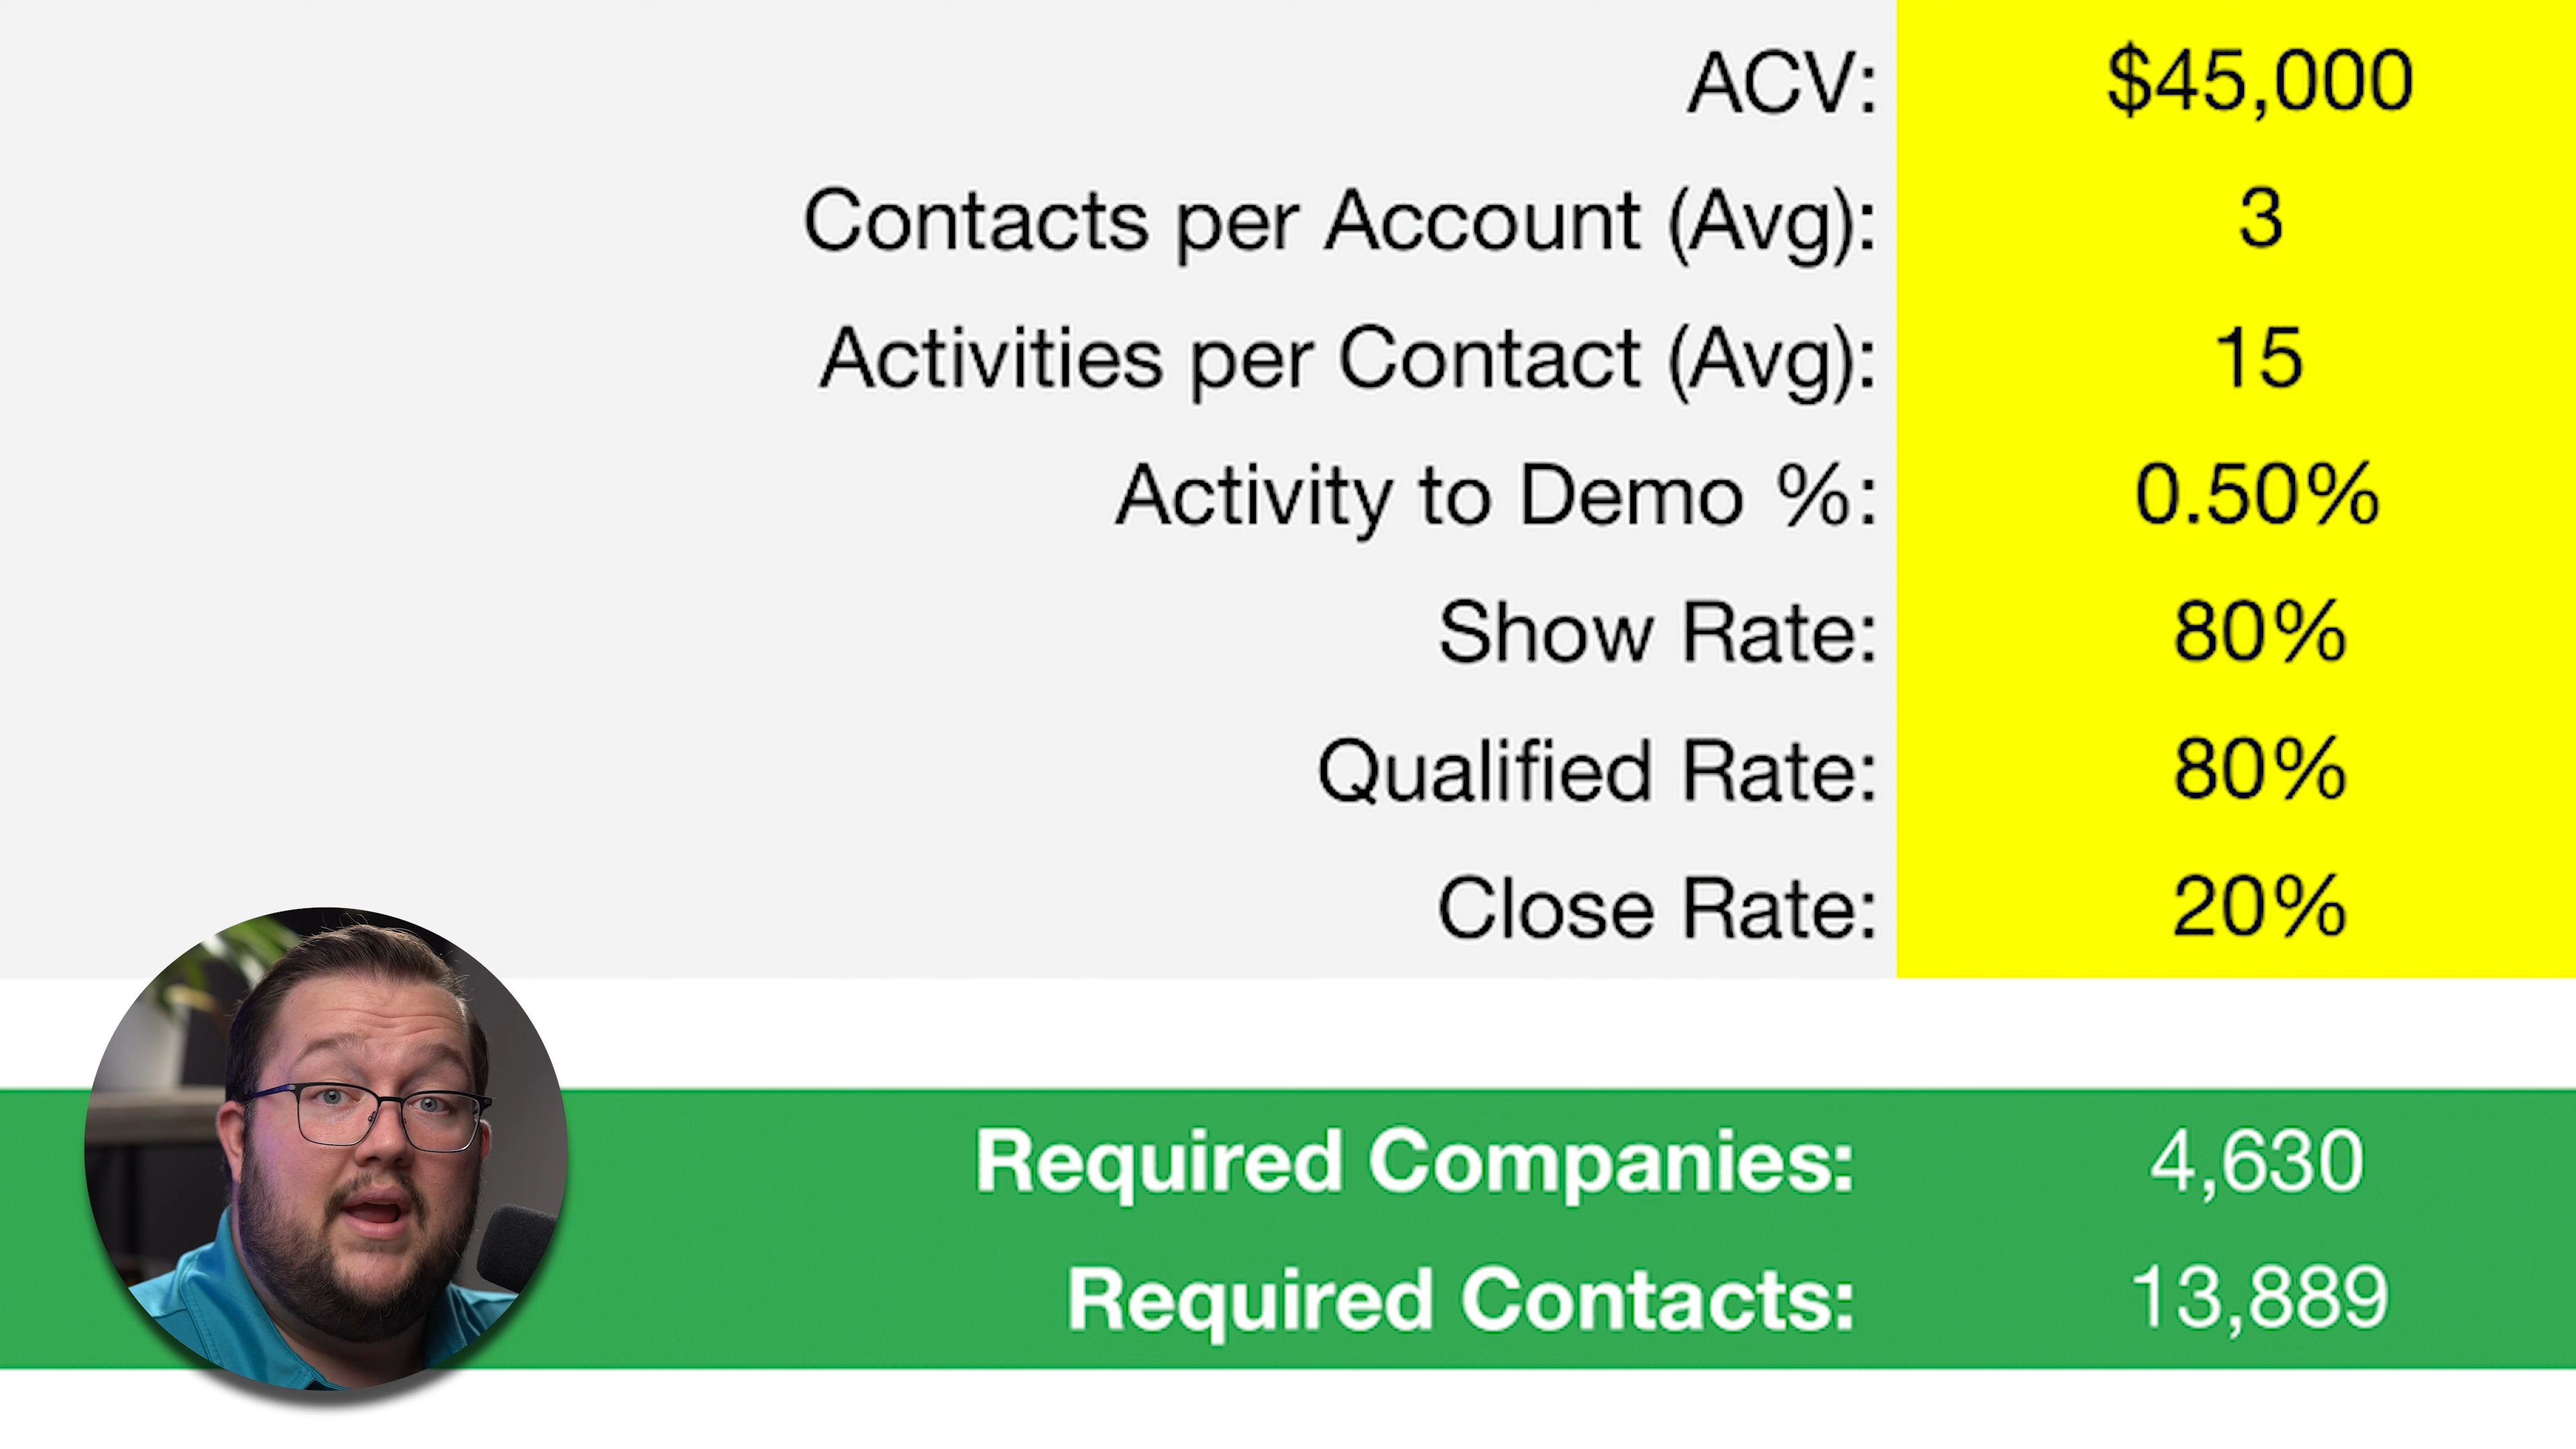 ACV: $45,000
Contacts per Account (Avg): 3
Activities per Contact (Avg): 15
Activity to Demo %: 0.50%
Show Rate: 80%
Qualified Rate: 80%
Close Rate: 20%
Required Companies: 4,630
Required Contacts: 13,889